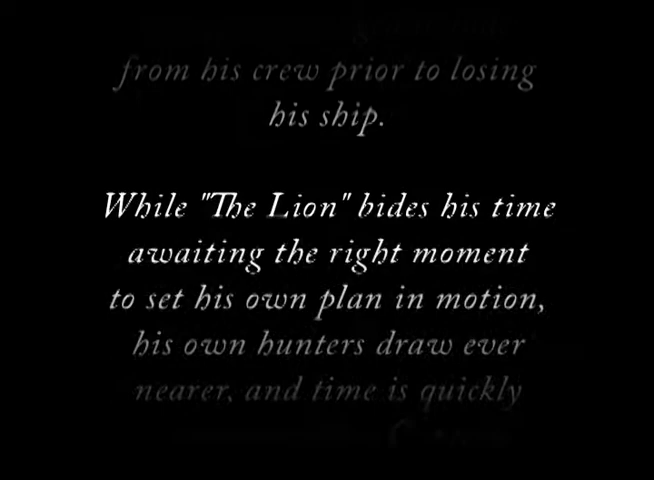 from his crew prior to losing
his ship.
While "The Lion" bides his time
awaiting the right moment
to set his own plan in motion,
his own hunters draw ever
nearer, and time is quickly